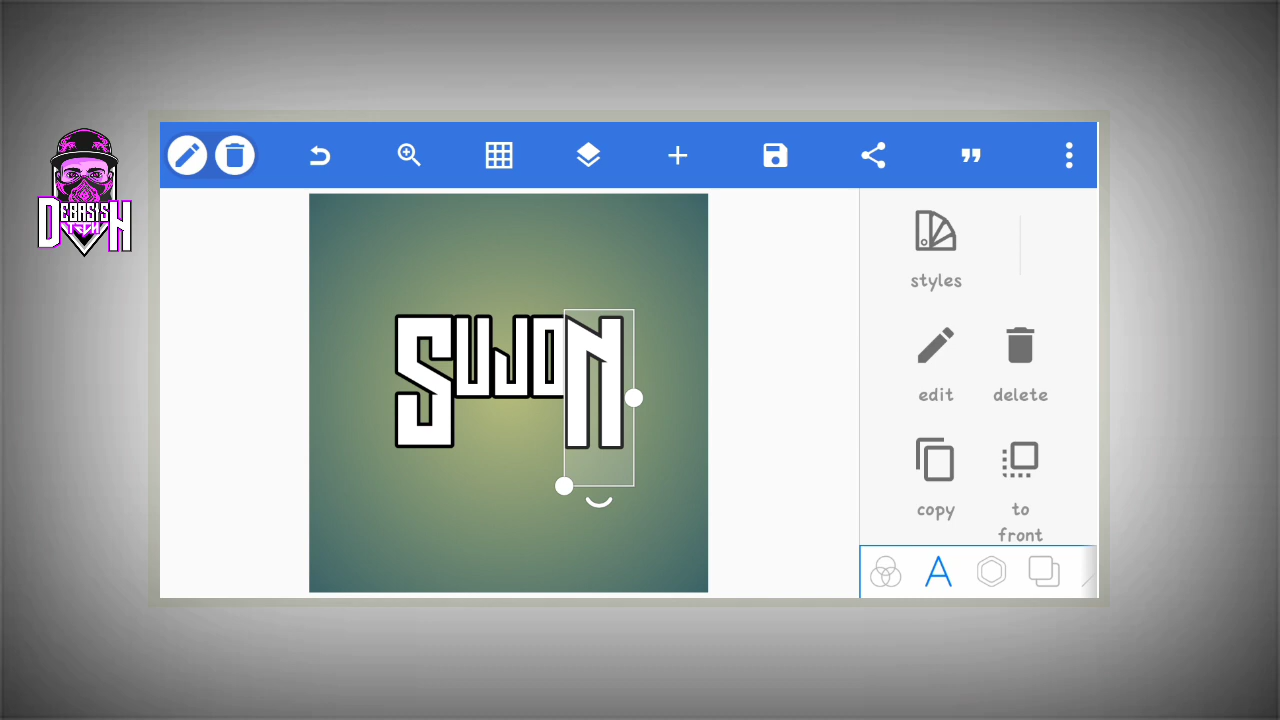 DEBASISH
TECH
SWJON
styles
edit
delete
copy
to
front